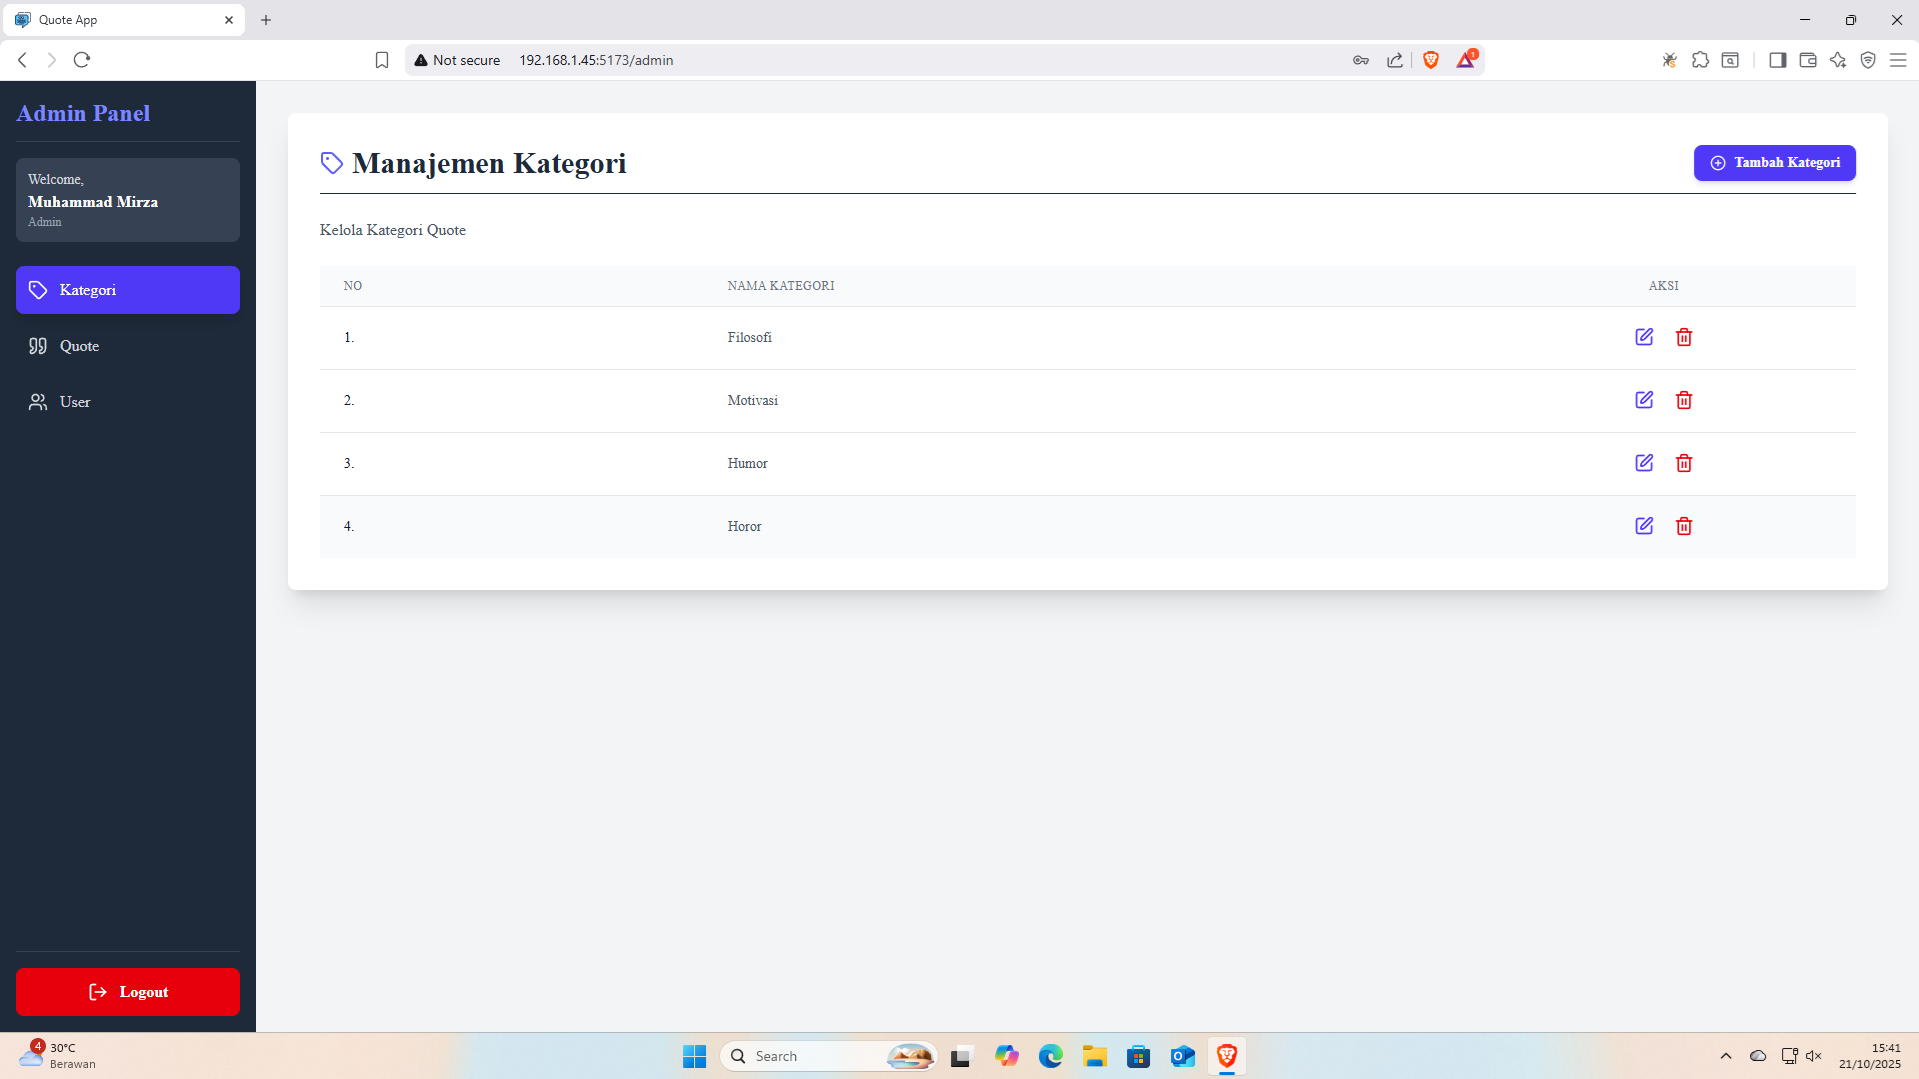 Quote App
Not secure
192.168.1.45:5173/admin
1
Admin Panel
Welcome,
Muhammad Mirza
Admin
Kategori
Quote
User
Logout
Manajemen Kategori
Tambah Kategori
Kelola Kategori Quote
NO
NAMA KATEGORI
AKSI
1.
Filosofi
2.
Motivasi
3.
Humor
4.
Horor
4
30°C
Berawan
Search
15:41
21/10/2025